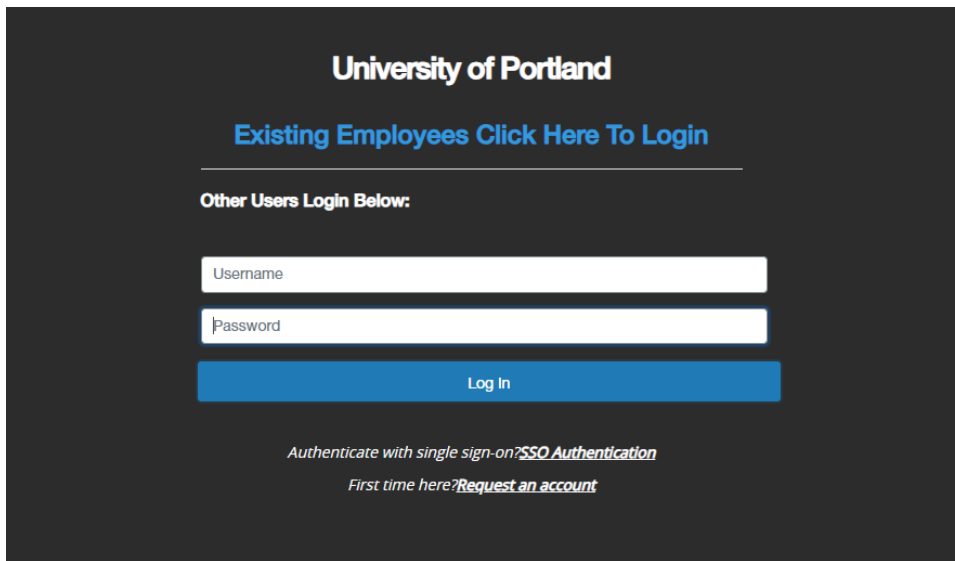 University of Portland
Existing Employees Click Here To Login
Other Users Login Below:
Username
Password
Log In
Authenticate with single sign-on?SSO Authentication
First time here?Request an account